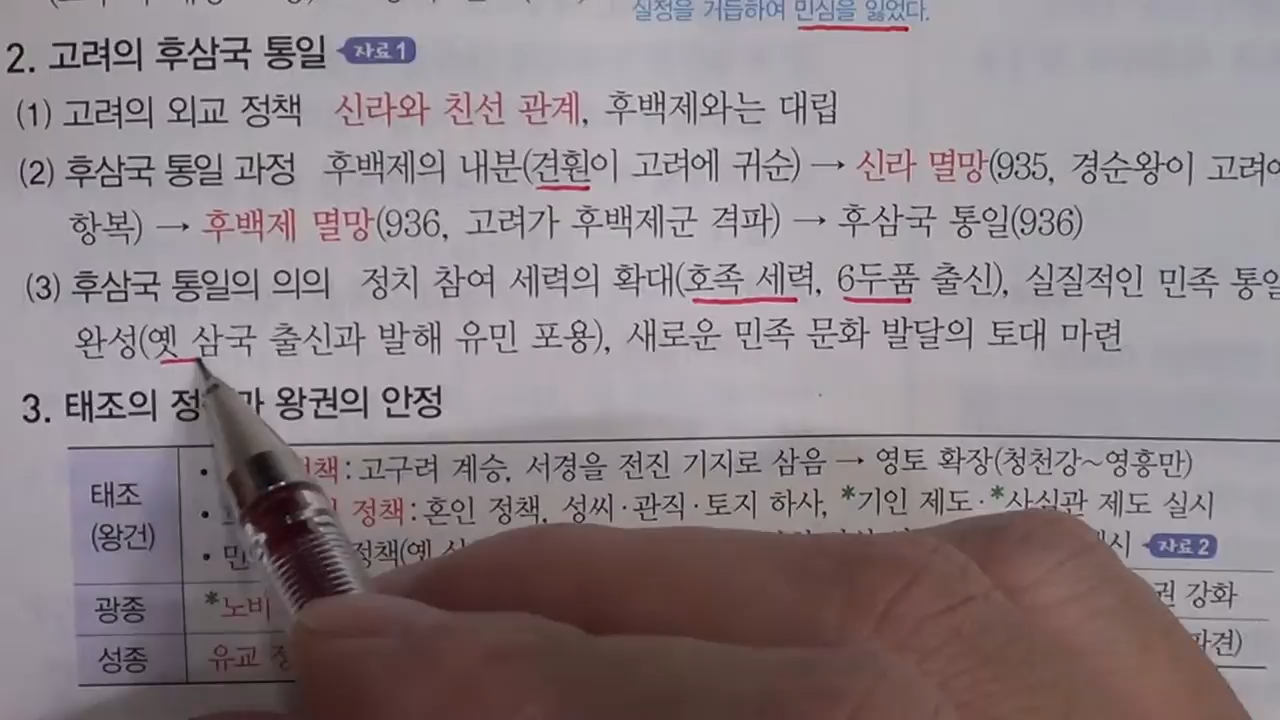 실정을 거듭하여 민심을 잃었다.
2. 고려의 후삼국 통일 자료1
(1) 고려의 외교 정책 신라와 친선 관계, 후백제와는 대립
(2) 후삼국 통일 과정 후백제의 내분(견훤이 고려에 귀순) → 신라 멸망(935, 경순왕이 고려에
항복) → 후백제 멸망(936, 고려가 후백제군 격파) → 후삼국 통일(936)
(3) 후삼국 통일의 의의 정치 참여 세력의 확대(호족 세력, 6두품 출신), 실질적인 민족 통일
완성(옛 삼국 출신과 발해 유민 포용), 새로운 민족 문화 발달의 토대 마련
3. 태조의 왕권의 안정
태조
(왕건)
• : 고구려 계승, 서경을 전진 기지로 삼음 → 영토 확장(청천강~영흥만)
• 정책: 혼인 정책, 성씨·관직·토지 하사, *기인 제도·*사심관 제도 실시
• 정책(옛 자료2
광종 *노비 강화
성종 유교